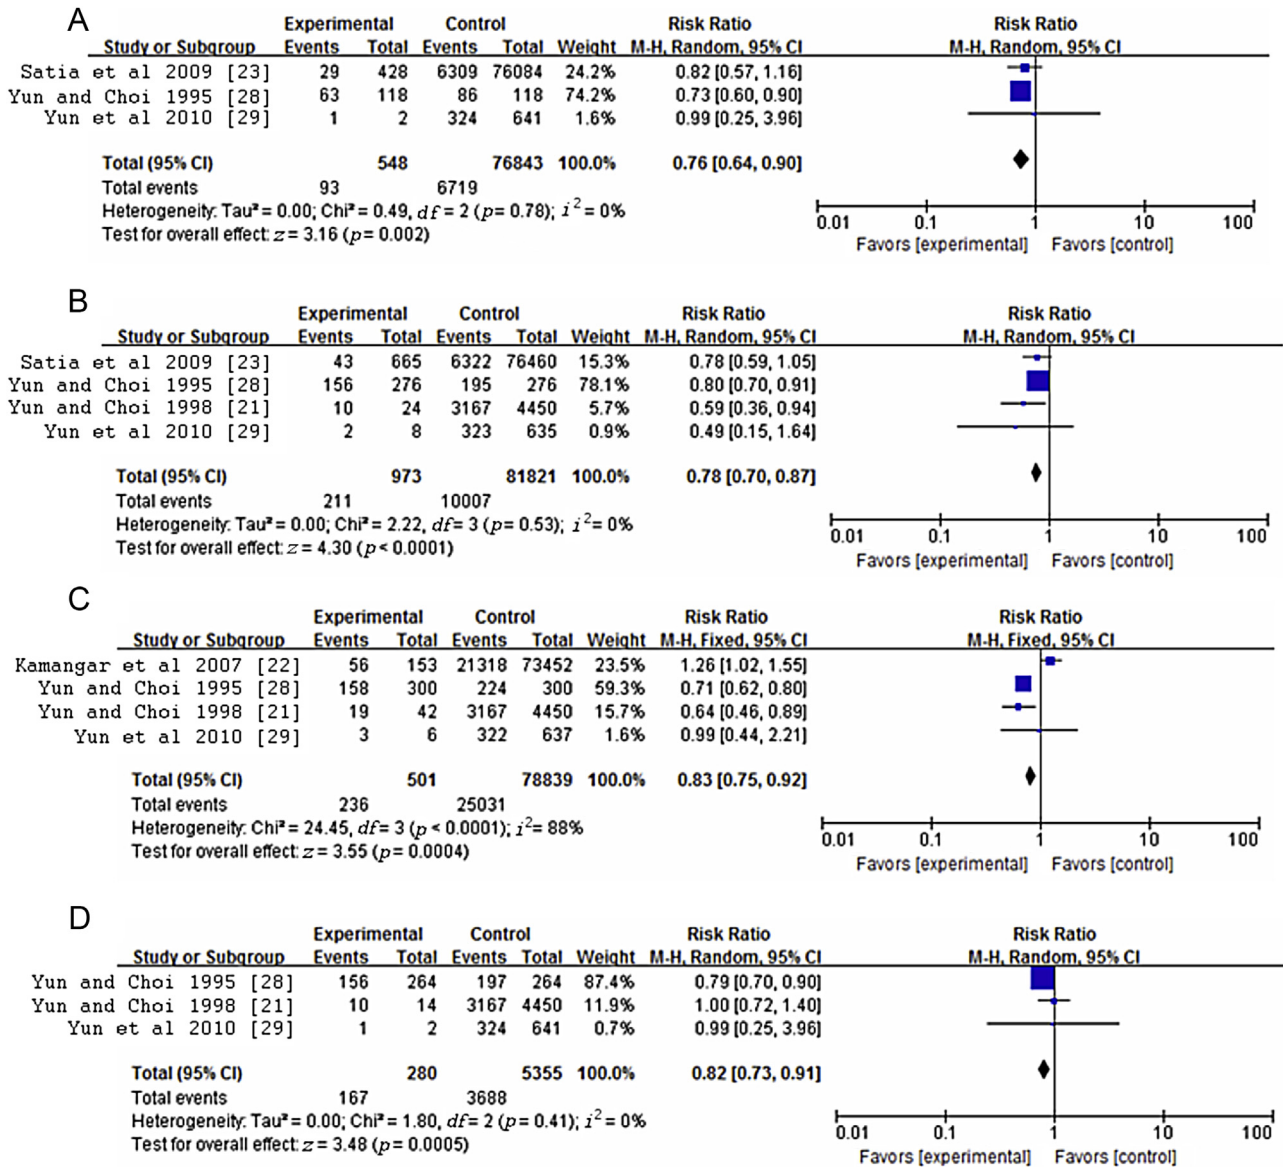 A
Experimental Control Risk Ratio Risk Ratio
Study or Subgroup Events Total Events Total Weight M-H, Random, 95% CI M-H, Random, 95% CI
Satia et al 2009 [23] 29 428 6309 76084 24.2% 0.82 [0.57, 1.16]
Yun and Choi 1995 [28] 63 118 86 118 74.2% 0.73 [0.60, 0.90]
Yun et al 2010 [29] 1 2 324 641 1.6% 0.99 [0.25, 3.96]
Total (95% CI) 548 76843 100.0% 0.76 [0.64, 0.90]
Total events 93 6719
Heterogeneity: Tau² = 0.00; Chi² = 0.49, df = 2 (p = 0.78); i² = 0%
Test for overall effect: z = 3.16 (p = 0.002)
0.01 0.1 1 10 100
Favors [experimental] Favors [control]
B
Experimental Control Risk Ratio Risk Ratio
Study or Subgroup Events Total Events Total Weight M-H, Random, 95% CI M-H, Random, 95% CI
Satia et al 2009 [23] 43 665 6322 76460 15.3% 0.78 [0.59, 1.05]
Yun and Choi 1995 [28] 156 276 195 276 78.1% 0.80 [0.70, 0.91]
Yun and Choi 1998 [21] 10 24 3167 4450 5.7% 0.59 [0.36, 0.94]
Yun et al 2010 [29] 2 8 323 635 0.9% 0.49 [0.15, 1.64]
Total (95% CI) 973 81821 100.0% 0.78 [0.70, 0.87]
Total events 211 10007
Heterogeneity: Tau² = 0.00; Chi² = 2.22, df = 3 (p = 0.53); i² = 0%
Test for overall effect: z = 4.30 (p < 0.0001)
0.01 0.1 1 10 100
Favors [experimental] Favors [control]
C
Experimental Control Risk Ratio Risk Ratio
Study or Subgroup Events Total Events Total Weight M-H, Fixed, 95% CI M-H, Fixed, 95% CI
Kamangar et al 2007 [22] 56 153 21318 73452 23.5% 1.26 [1.02, 1.55]
Yun and Choi 1995 [28] 158 300 224 300 59.3% 0.71 [0.62, 0.80]
Yun and Choi 1998 [21] 19 42 3167 4450 15.7% 0.64 [0.46, 0.89]
Yun et al 2010 [29] 3 6 322 637 1.6% 0.99 [0.44, 2.21]
Total (95% CI) 501 78839 100.0% 0.83 [0.75, 0.92]
Total events 236 25031
Heterogeneity: Chi² = 24.45, df = 3 (p < 0.0001); i² = 88%
Test for overall effect: z = 3.55 (p = 0.0004)
0.01 0.1 1 10 100
Favors [experimental] Favors [control]
D
Experimental Control Risk Ratio Risk Ratio
Study or Subgroup Events Total Events Total Weight M-H, Random, 95% CI M-H, Random, 95% CI
Yun and Choi 1995 [28] 156 264 197 264 87.4% 0.79 [0.70, 0.90]
Yun and Choi 1998 [21] 10 14 3167 4450 11.9% 1.00 [0.72, 1.40]
Yun et al 2010 [29] 1 2 324 641 0.7% 0.99 [0.25, 3.96]
Total (95% CI) 280 5355 100.0% 0.82 [0.73, 0.91]
Total events 167 3688
Heterogeneity: Tau² = 0.00; Chi² = 1.80, df = 2 (p = 0.41); i² = 0%
Test for overall effect: z = 3.48 (p = 0.0005)
0.01 0.1 1 10 100
Favors [experimental] Favors [control]